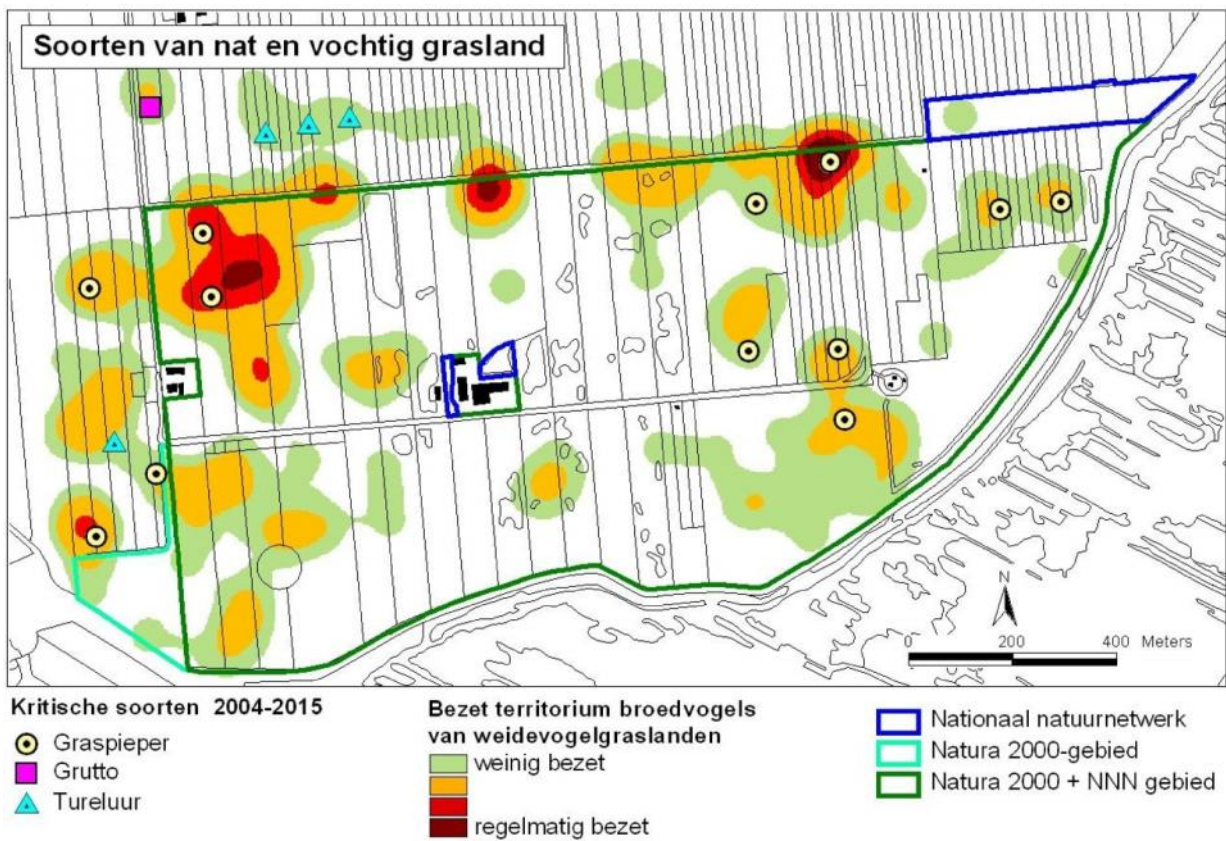 Soorten van nat en vochtig grasland
N
0 200 400 Meters
Kritische soorten 2004-2015
Graspieper
Grutto
Tureluur
Bezet territorium broedvogels
van weidevogelgraslanden
weinig bezet
regelmatig bezet
Nationaal natuurnetwerk
Natura 2000-gebied
Natura 2000 + NNN gebied